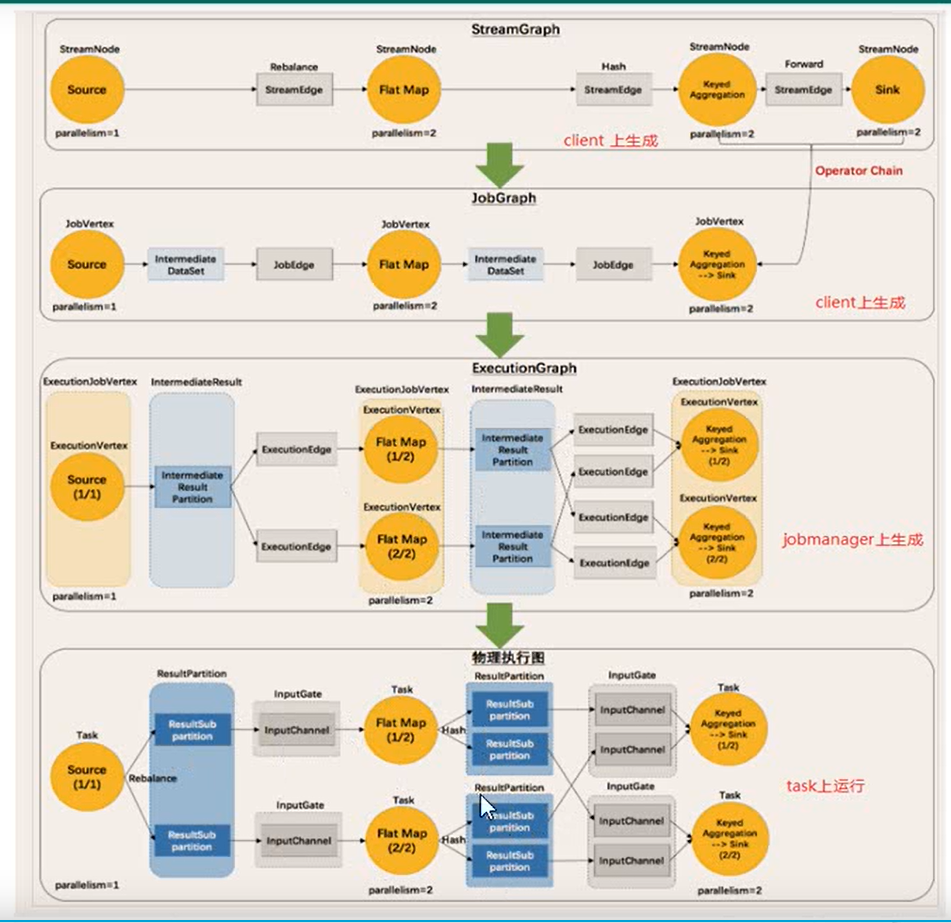 StreamGraph
StreamNode
StreamNode
StreamNode
StreamNode
Rebalance
Hash
Forward
Source
StreamEdge
Flat Map
StreamEdge
Keyed
Aggregation
StreamEdge
Sink
parallelism=1
parallelism=2
parallelism=2
parallelism=2
client 上生成
Operator Chain
JobGraph
JobVertex
JobVertex
JobVertex
Source
Intermediate
DataSet
JobEdge
Flat Map
Intermediate
DataSet
JobEdge
Keyed
Aggregation
--> Sink
parallelism=1
parallelism=2
parallelism=2
client上生成
ExecutionGraph
ExecutionJobVertex
IntermediateResult
ExecutionJobVertex
IntermediateResult
ExecutionJobVertex
ExecutionVertex
Source
(1/1)
Intermediate
Result
Partition
ExecutionEdge
ExecutionEdge
ExecutionVertex
Flat Map
(1/2)
ExecutionVertex
Flat Map
(2/2)
Intermediate
Result
Partition
Intermediate
Result
Partition
ExecutionEdge
ExecutionEdge
ExecutionEdge
ExecutionEdge
ExecutionVertex
Keyed
Aggregation
--> Sink
(1/2)
ExecutionVertex
Keyed
Aggregation
--> Sink
(2/2)
jobmanager上生成
parallelism=1
parallelism=2
parallelism=2
物理执行图
ResultPartition
Task
Source
(1/1)
Rebalance
ResultSub
partition
ResultSub
partition
InputGate
InputChannel
InputGate
InputChannel
Task
Flat Map
(1/2)
Hash
Task
Flat Map
(2/2)
Hash
ResultPartition
ResultSub
partition
ResultSub
partition
ResultPartition
ResultSub
partition
ResultSub
partition
InputGate
InputChannel
InputChannel
InputGate
InputChannel
InputChannel
Task
Keyed
Aggregation
--> Sink
(1/2)
Task
Keyed
Aggregation
--> Sink
(2/2)
task上运行
parallelism=1
parallelism=2
parallelism=2